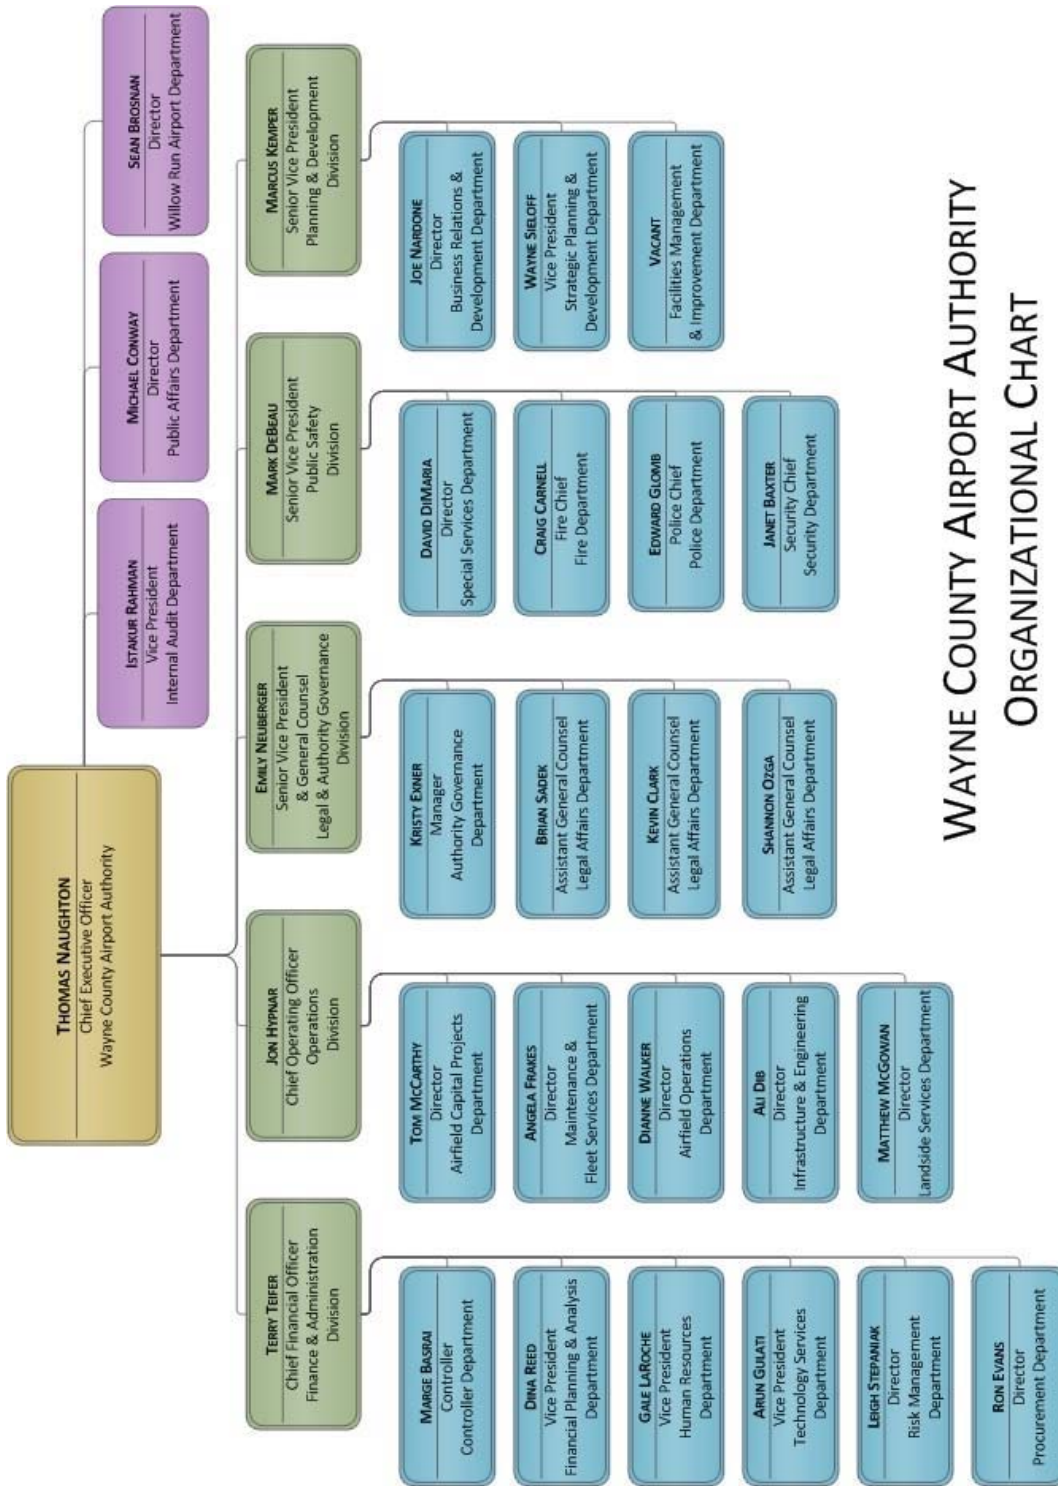 THOMAS NAUGHTON
Chief Executive Officer
Wayne County Airport Authority
ISTAKUR RAHMAN
Vice President
Internal Audit Department
MICHAEL CONWAY
Director
Public Affairs Department
SEAN BROSNAN
Director
Willow Run Airport Department
TERRY TEIFER
Chief Financial Officer
Finance & Administration
Division
JON HYPNAR
Chief Operating Officer
Operations
Division
EMILY NEUBERGER
Senior Vice President
& General Counsel
Legal & Authority Governance
Division
MARK DEBEAU
Senior Vice President
Public Safety
Division
MARCUS KEMPER
Senior Vice President
Planning & Development
Division
MARGE BASRAI
Controller
Controller Department
DINA REED
Vice President
Financial Planning & Analysis
Department
GALE LAROCHE
Vice President
Human Resources
Department
ARUN GULATI
Vice President
Technology Services
Department
LEIGH STEPANIAK
Director
Risk Management
Department
RON EVANS
Director
Procurement Department
TOM MCCARTHY
Director
Airfield Capital Projects
Department
ANGELA FRAKES
Director
Maintenance &
Fleet Services Department
DIANNE WALKER
Director
Airfield Operations
Department
ALI DIB
Director
Infrastructure & Engineering
Department
MATTHEW MCGOWAN
Director
Landside Services Department
KRISTY EXNER
Manager
Authority Governance
Department
BRIAN SADEK
Assistant General Counsel
Legal Affairs Department
KEVIN CLARK
Assistant General Counsel
Legal Affairs Department
SHANNON OZGA
Assistant General Counsel
Legal Affairs Department
DAVID DIMARIA
Director
Special Services Department
CRAIG CARNELL
Fire Chief
Fire Department
EDWARD GLOMB
Police Chief
Police Department
JANET BAXTER
Security Chief
Security Department
JOE NARDONE
Director
Business Relations &
Development Department
WAYNE SIELOFF
Vice President
Strategic Planning &
Development Department
VACANT
Facilities Management
& Improvement Department
WAYNE COUNTY AIRPORT AUTHORITY
ORGANIZATIONAL CHART